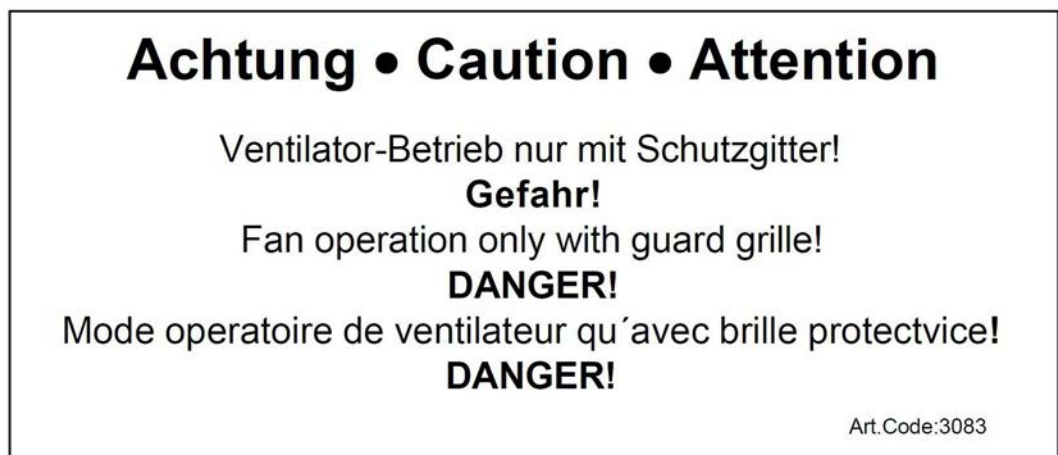 Achtung • Caution • Attention
Ventilator-Betrieb nur mit Schutzgitter!
Gefahr!
Fan operation only with guard grille!
DANGER!
Mode operatoire de ventilateur qu´avec brille protectvice!
DANGER!
Art.Code:3083